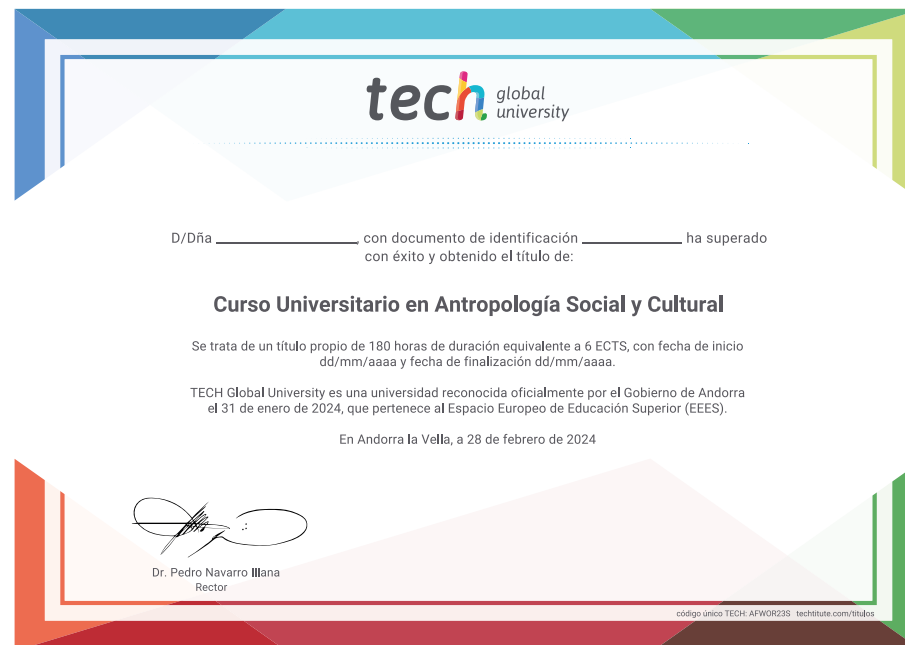 tech global university
D/Dña ____________________, con documento de identificación ______________ ha superado
con éxito y obtenido el título de:
Curso Universitario en Antropología Social y Cultural
Se trata de un título propio de 180 horas de duración equivalente a 6 ECTS, con fecha de inicio
dd/mm/aaaa y fecha de finalización dd/mm/aaaa.
TECH Global University es una universidad reconocida oficialmente por el Gobierno de Andorra
el 31 de enero de 2024, que pertenece al Espacio Europeo de Educación Superior (EEES).
En Andorra la Vella, a 28 de febrero de 2024
Dr. Pedro Navarro Illana
Rector
código único TECH: AFWOR23S techtitute.com/titulos